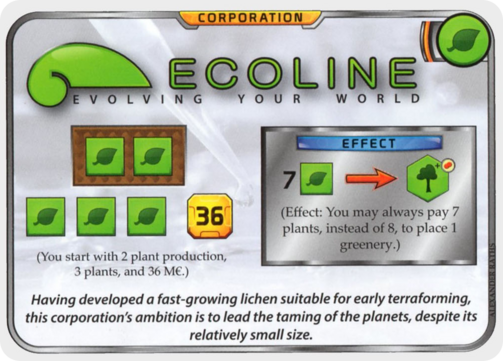 CORPORATION
ECOLINE
EVOLVING YOUR WORLD
EFFECT
7
(Effect: You may always pay 7
plants, instead of 8, to place 1
greenery.)
36
(You start with 2 plant production,
3 plants, and 36 M€.)
Having developed a fast-growing lichen suitable for early terraforming,
this corporation's ambition is to lead the taming of the planets, despite its
relatively small size.